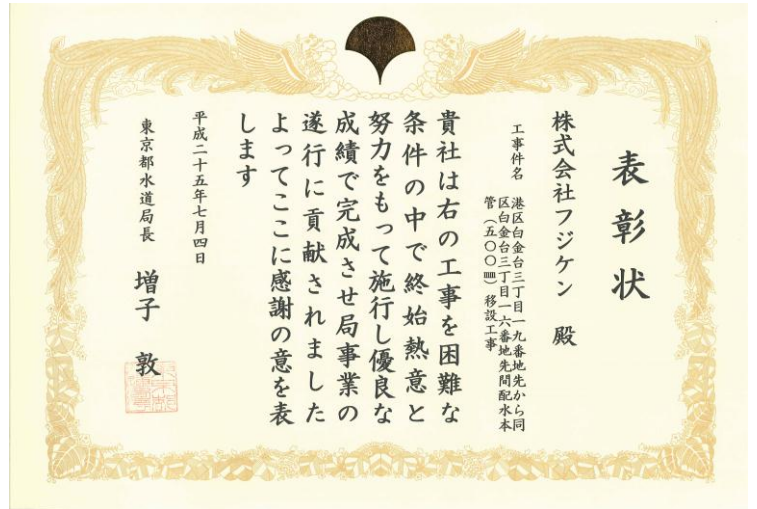 表彰状
株式会社フジケン 殿
工事件名 港区白金台三丁目一九番地先から同
区白金台三丁目一六番地先間配水本
管（五〇〇㎜）移設工事
貴社は右の工事を困難な
条件の中で終始熱意と
努力をもって施行し優良な
成績で完成させ局事業の
遂行に貢献されました
よってここに感謝の意を表
します
平成二十五年七月四日
東京都水道局長 増子 敦